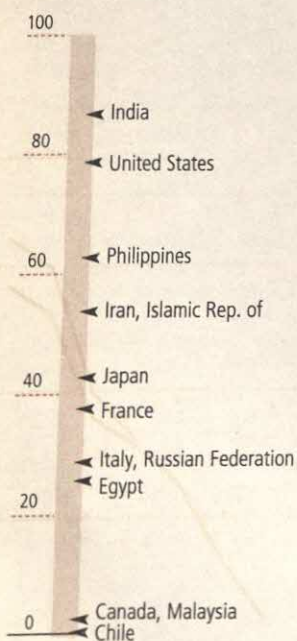 100
India
80
United States
Philippines
60
Iran, Islamic Rep. of
Japan
40
France
Italy, Russian Federation
Egypt
20
Canada, Malaysia
0
Chile